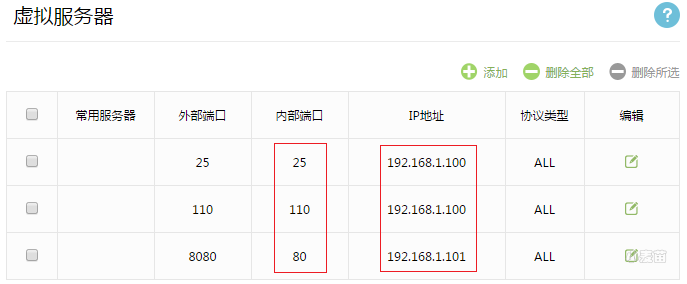 虚拟服务器
?
添加 删除全部 删除所选
常用服务器 外部端口 内部端口 IP地址 协议类型 编辑
25 25 192.168.1.100 ALL
110 110 192.168.1.100 ALL
8080 80 192.168.1.101 ALL